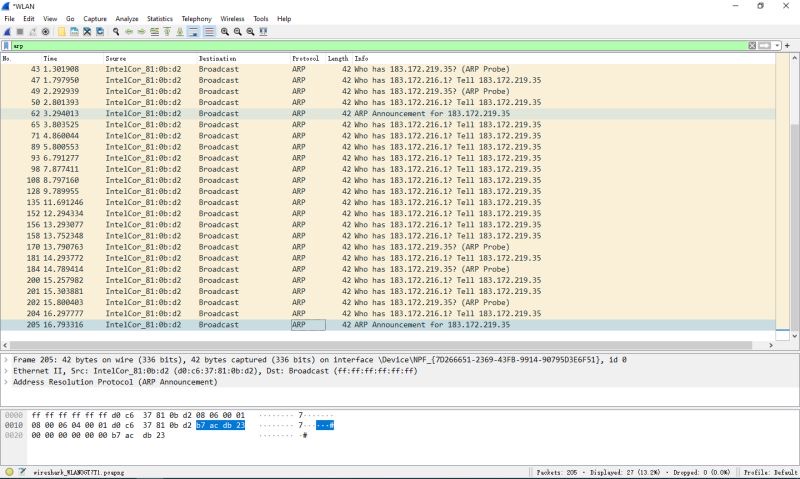 *WLAN
File Edit View Go Capture Analyze Statistics Telephony Wireless Tools Help
arp
No. Time Source Destination Protocol Length Info
43 1.301908 IntelCor_81:0b:d2 Broadcast ARP 42 Who has 183.172.219.35? (ARP Probe)
47 1.797950 IntelCor_81:0b:d2 Broadcast ARP 42 Who has 183.172.216.1? Tell 183.172.219.35
49 2.292939 IntelCor_81:0b:d2 Broadcast ARP 42 Who has 183.172.219.35? (ARP Probe)
50 2.801393 IntelCor_81:0b:d2 Broadcast ARP 42 Who has 183.172.216.1? Tell 183.172.219.35
62 3.294013 IntelCor_81:0b:d2 Broadcast ARP 42 ARP Announcement for 183.172.219.35
65 3.803525 IntelCor_81:0b:d2 Broadcast ARP 42 Who has 183.172.216.1? Tell 183.172.219.35
71 4.860044 IntelCor_81:0b:d2 Broadcast ARP 42 Who has 183.172.216.1? Tell 183.172.219.35
89 5.800553 IntelCor_81:0b:d2 Broadcast ARP 42 Who has 183.172.216.1? Tell 183.172.219.35
93 6.791277 IntelCor_81:0b:d2 Broadcast ARP 42 Who has 183.172.216.1? Tell 183.172.219.35
98 7.877411 IntelCor_81:0b:d2 Broadcast ARP 42 Who has 183.172.216.1? Tell 183.172.219.35
108 8.797160 IntelCor_81:0b:d2 Broadcast ARP 42 Who has 183.172.216.1? Tell 183.172.219.35
128 9.789955 IntelCor_81:0b:d2 Broadcast ARP 42 Who has 183.172.216.1? Tell 183.172.219.35
135 11.691246 IntelCor_81:0b:d2 Broadcast ARP 42 Who has 183.172.216.1? Tell 183.172.219.35
152 12.294334 IntelCor_81:0b:d2 Broadcast ARP 42 Who has 183.172.216.1? Tell 183.172.219.35
156 13.293077 IntelCor_81:0b:d2 Broadcast ARP 42 Who has 183.172.216.1? Tell 183.172.219.35
158 13.752348 IntelCor_81:0b:d2 Broadcast ARP 42 Who has 183.172.216.1? Tell 183.172.219.35
170 13.790763 IntelCor_81:0b:d2 Broadcast ARP 42 Who has 183.172.219.35? (ARP Probe)
181 14.293772 IntelCor_81:0b:d2 Broadcast ARP 42 Who has 183.172.216.1? Tell 183.172.219.35
184 14.789414 IntelCor_81:0b:d2 Broadcast ARP 42 Who has 183.172.219.35? (ARP Probe)
200 15.257982 IntelCor_81:0b:d2 Broadcast ARP 42 Who has 183.172.216.1? Tell 183.172.219.35
201 15.303881 IntelCor_81:0b:d2 Broadcast ARP 42 Who has 183.172.216.1? Tell 183.172.219.35
202 15.800403 IntelCor_81:0b:d2 Broadcast ARP 42 Who has 183.172.219.35? (ARP Probe)
204 16.297777 IntelCor_81:0b:d2 Broadcast ARP 42 Who has 183.172.216.1? Tell 183.172.219.35
205 16.793316 IntelCor_81:0b:d2 Broadcast ARP 42 ARP Announcement for 183.172.219.35
Frame 205: 42 bytes on wire (336 bits), 42 bytes captured (336 bits) on interface \Device\NPF_{7D266651-2369-43FB-9914-90795D3E6F51}, id 0
Ethernet II, Src: IntelCor_81:0b:d2 (d0:c6:37:81:0b:d2), Dst: Broadcast (ff:ff:ff:ff:ff:ff)
Address Resolution Protocol (ARP Announcement)
0000 ff ff ff ff ff ff d0 c6 37 81 0b d2 08 06 00 01 ········ 7·······
0010 08 00 06 04 00 01 d0 c6 37 81 0b d2 b7 ac db 23 ········ 7······#
0020 00 00 00 00 00 00 b7 ac db 23 ········ ·#
Packets: 205 · Displayed: 27 (13.2%) · Dropped: 0 (0.0%) Profile: Default